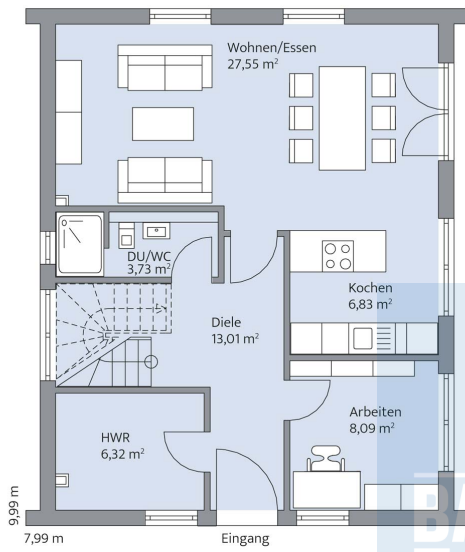 Wohnen/Essen
27,55 m²
DU/WC
3,73 m²
Kochen
6,83 m²
Diele
13,01 m²
Arbeiten
8,09 m²
HWR
6,32 m²
9,99 m
7,99 m
Eingang